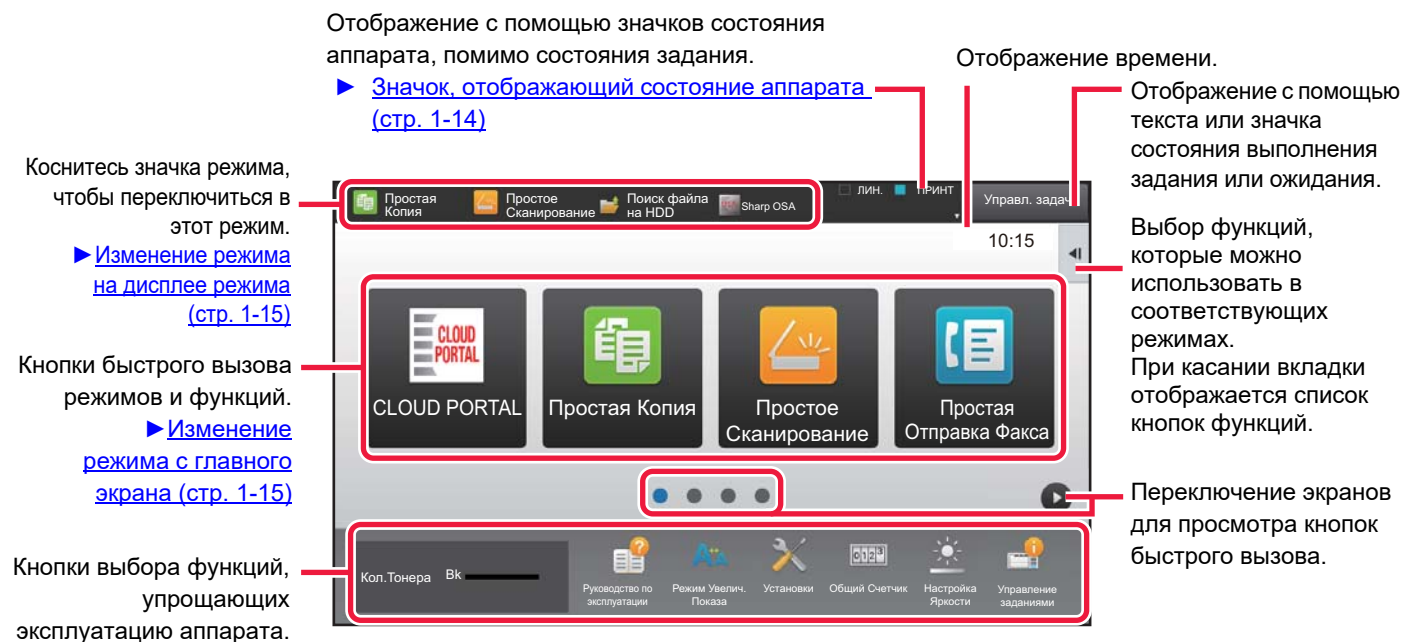 Отображение с помощью значков состояния
аппарата, помимо состояния задания.
► Значок, отображающий состояние аппарата
(стр. 1-14)
Отображение времени.
Отображение с помощью
текста или значка
состояния выполнения
задания или ожидания.
Коснитесь значка режима,
чтобы переключиться в
этот режим.
►Изменение режима
на дисплее режима
(стр. 1-15)
Простая
Копия
Простое
Сканирование
Поиск файла
на HDD
Sharp OSA
ЛИН.
ПРИНТ
Управл. задач
10:15
Выбор функций,
которые можно
использовать в
соответствующих
режимах.
При касании вкладки
отображается список
кнопок функций.
Кнопки быстрого вызова
режимов и функций.
►Изменение
режима с главного
экрана (стр. 1-15)
CLOUD
PORTAL
CLOUD PORTAL
Простая Копия
Простое
Сканирование
Простая
Отправка Факса
Переключение экранов
для просмотра кнопок
быстрого вызова.
Кнопки выбора функций,
упрощающих
эксплуатацию аппарата.
Кол.Тонера
Bk
Руководство по
эксплуатации
Режим Увелич.
Показа
Установки
0123
Общий Счетчик
Настройка
Яркости
Управление
заданиями